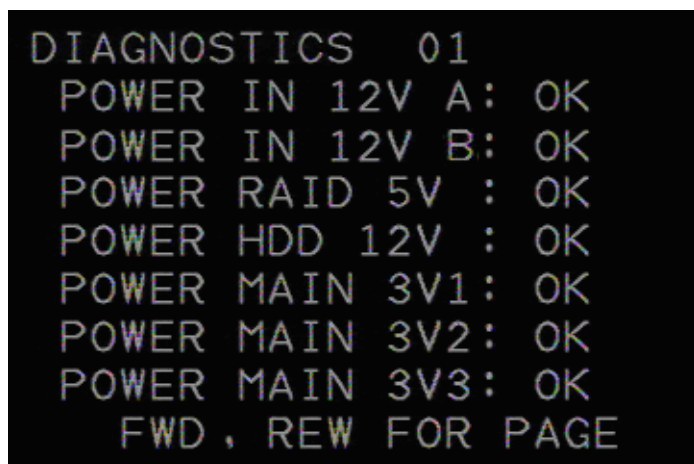 DIAGNOSTICS 01
POWER IN 12V A: OK
POWER IN 12V B: OK
POWER RAID 5V : OK
POWER HDD 12V : OK
POWER MAIN 3V1: OK
POWER MAIN 3V2: OK
POWER MAIN 3V3: OK
FWD, REW FOR PAGE